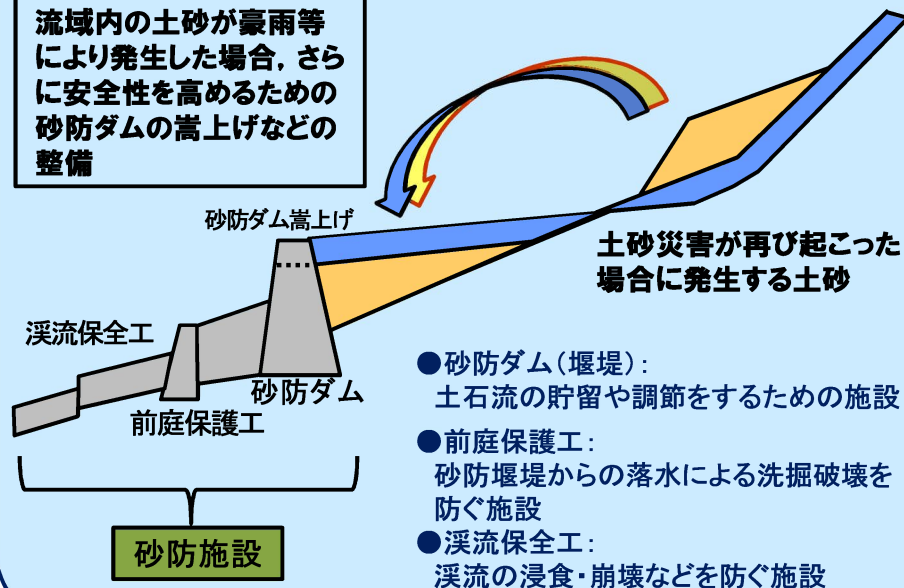 流域内の土砂が豪雨等
により発生した場合，さら
に安全性を高めるための
砂防ダムの嵩上げなどの
整備
砂防ダム嵩上げ
土砂災害が再び起こった
場合に発生する土砂
渓流保全工
砂防ダム
前庭保護工
砂防施設
●砂防ダム（堰堤）：
土石流の貯留や調節をするための施設
●前庭保護工：
砂防堰堤からの落水による洗掘破壊を
防ぐ施設
●渓流保全工：
渓流の浸食・崩壊などを防ぐ施設